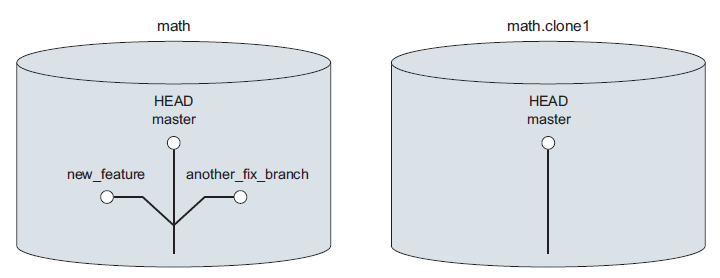 math
HEAD
master
new_feature
another_fix_branch
math.clone1
HEAD
master